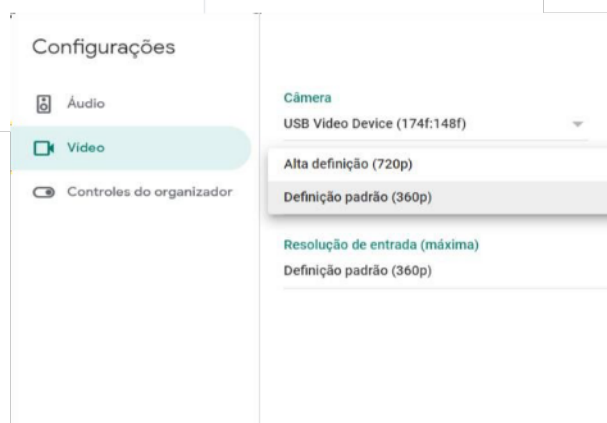 Configurações
Áudio
Vídeo
Controles do organizador
Câmera
USB Video Device (174f:148f)
Alta definição (720p)
Definição padrão (360p)
Resolução de entrada (máxima)
Definição padrão (360p)